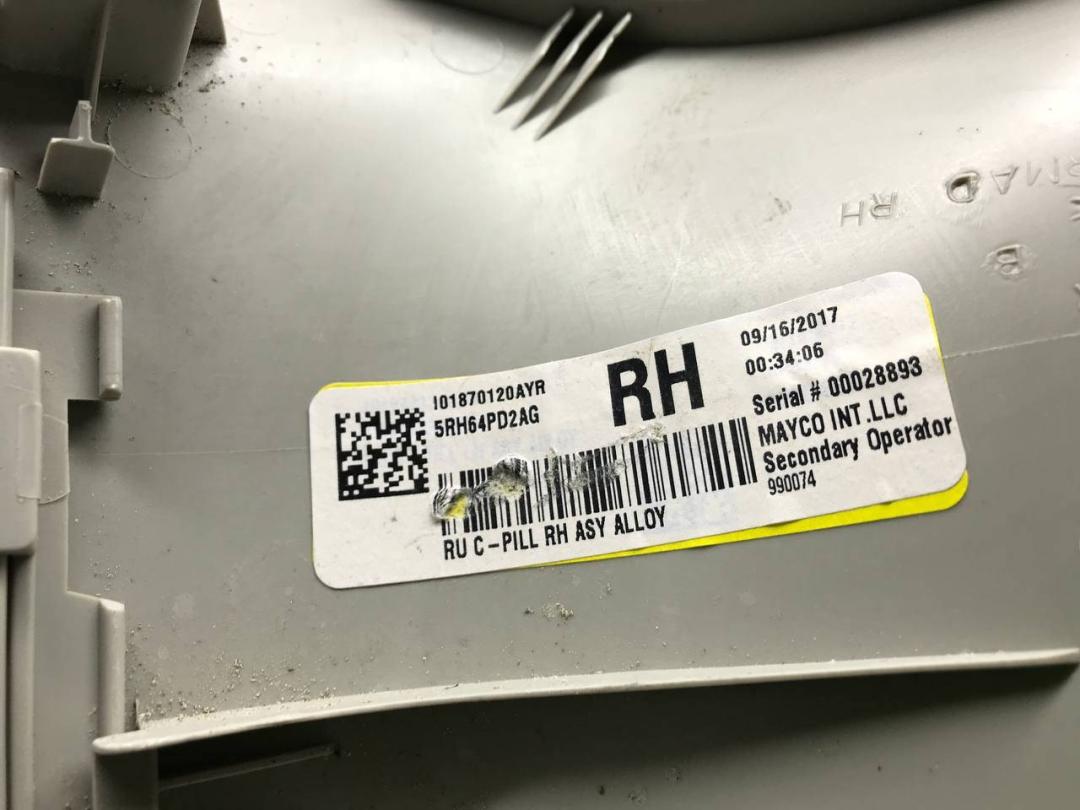 RH
B
I01870120AYR
5RH64PD2AG
RH
09/16/2017
00:34:06
Serial # 00028893
MAYCO INT.LLC
Secondary Operator
990074
RU C-PILL RH ASY ALLOY